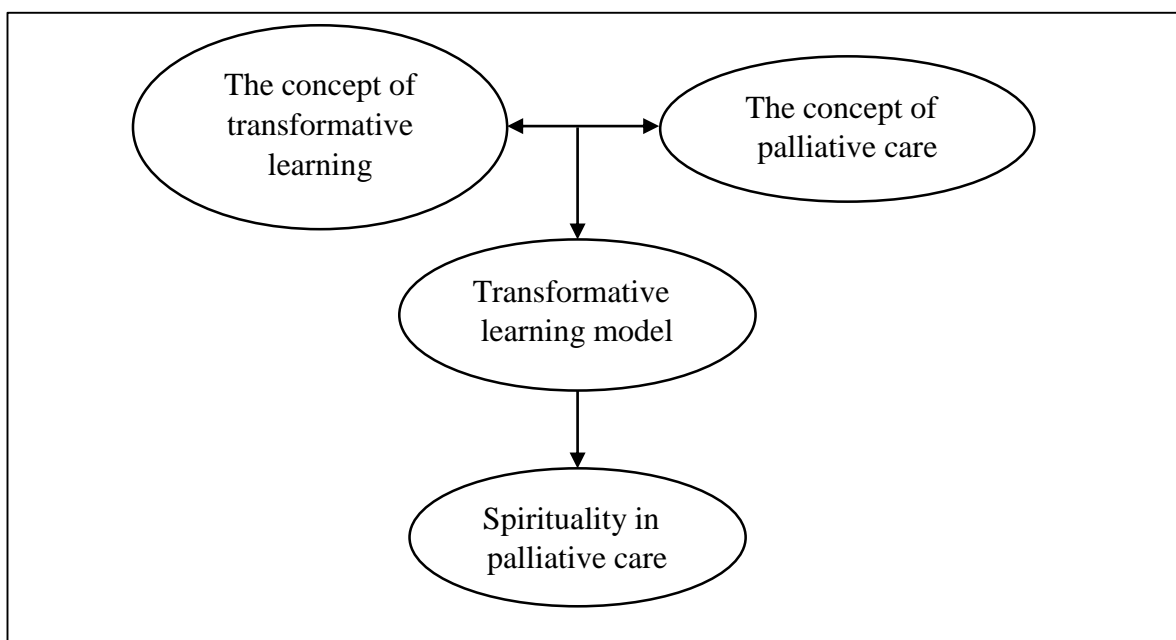 The concept of
transformative
learning
The concept of
palliative care
Transformative
learning model
Spirituality in
palliative care